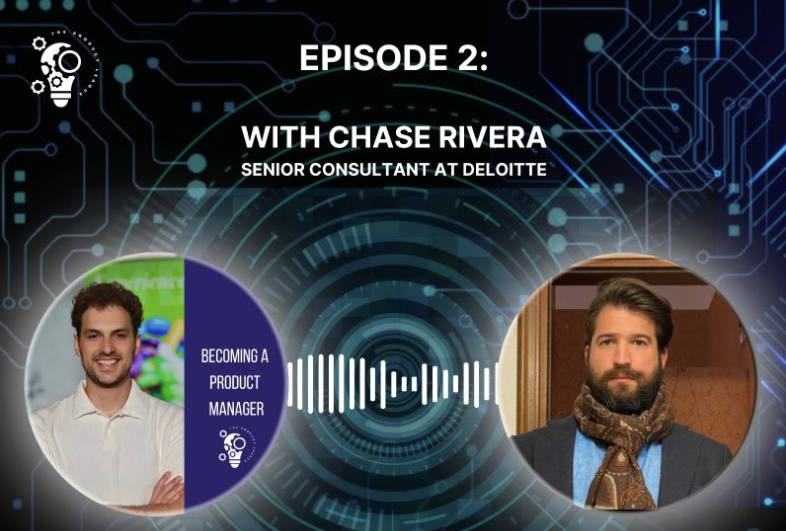 EPISODE 2:
WITH CHASE RIVERA
SENIOR CONSULTANT AT DELOITTE
BECOMING A
PRODUCT
MANAGER